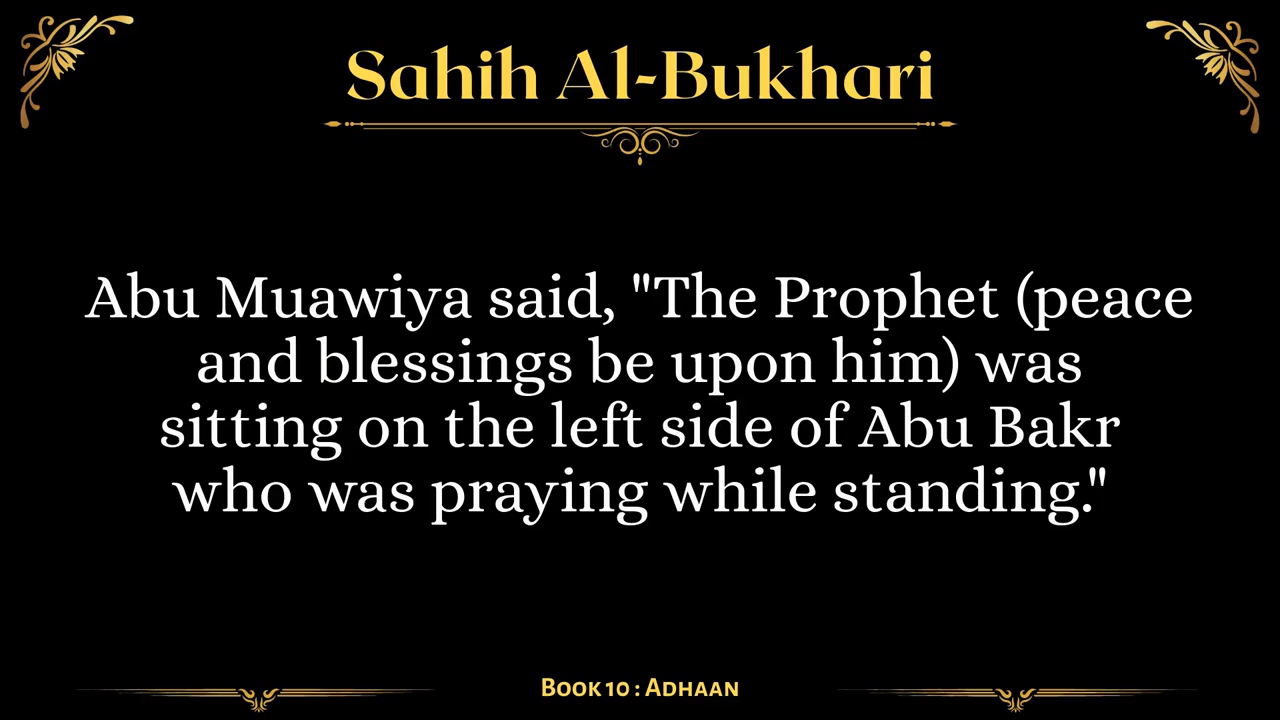 Sahih Al-Bukhari
Abu Muawiya said, "The Prophet (peace
and blessings be upon him) was
sitting on the left side of Abu Bakr
who was praying while standing."
Book 10 : Adhaan